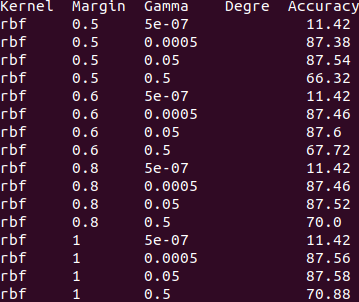 Kernel Margin Gamma Degre Accuracy
rbf 0.5 5e-07 11.42
rbf 0.5 0.0005 87.38
rbf 0.5 0.05 87.54
rbf 0.5 0.5 66.32
rbf 0.6 5e-07 11.42
rbf 0.6 0.0005 87.46
rbf 0.6 0.05 87.6
rbf 0.6 0.5 67.72
rbf 0.8 5e-07 11.42
rbf 0.8 0.0005 87.46
rbf 0.8 0.05 87.52
rbf 0.8 0.5 70.0
rbf 1 5e-07 11.42
rbf 1 0.0005 87.56
rbf 1 0.05 87.58
rbf 1 0.5 70.88